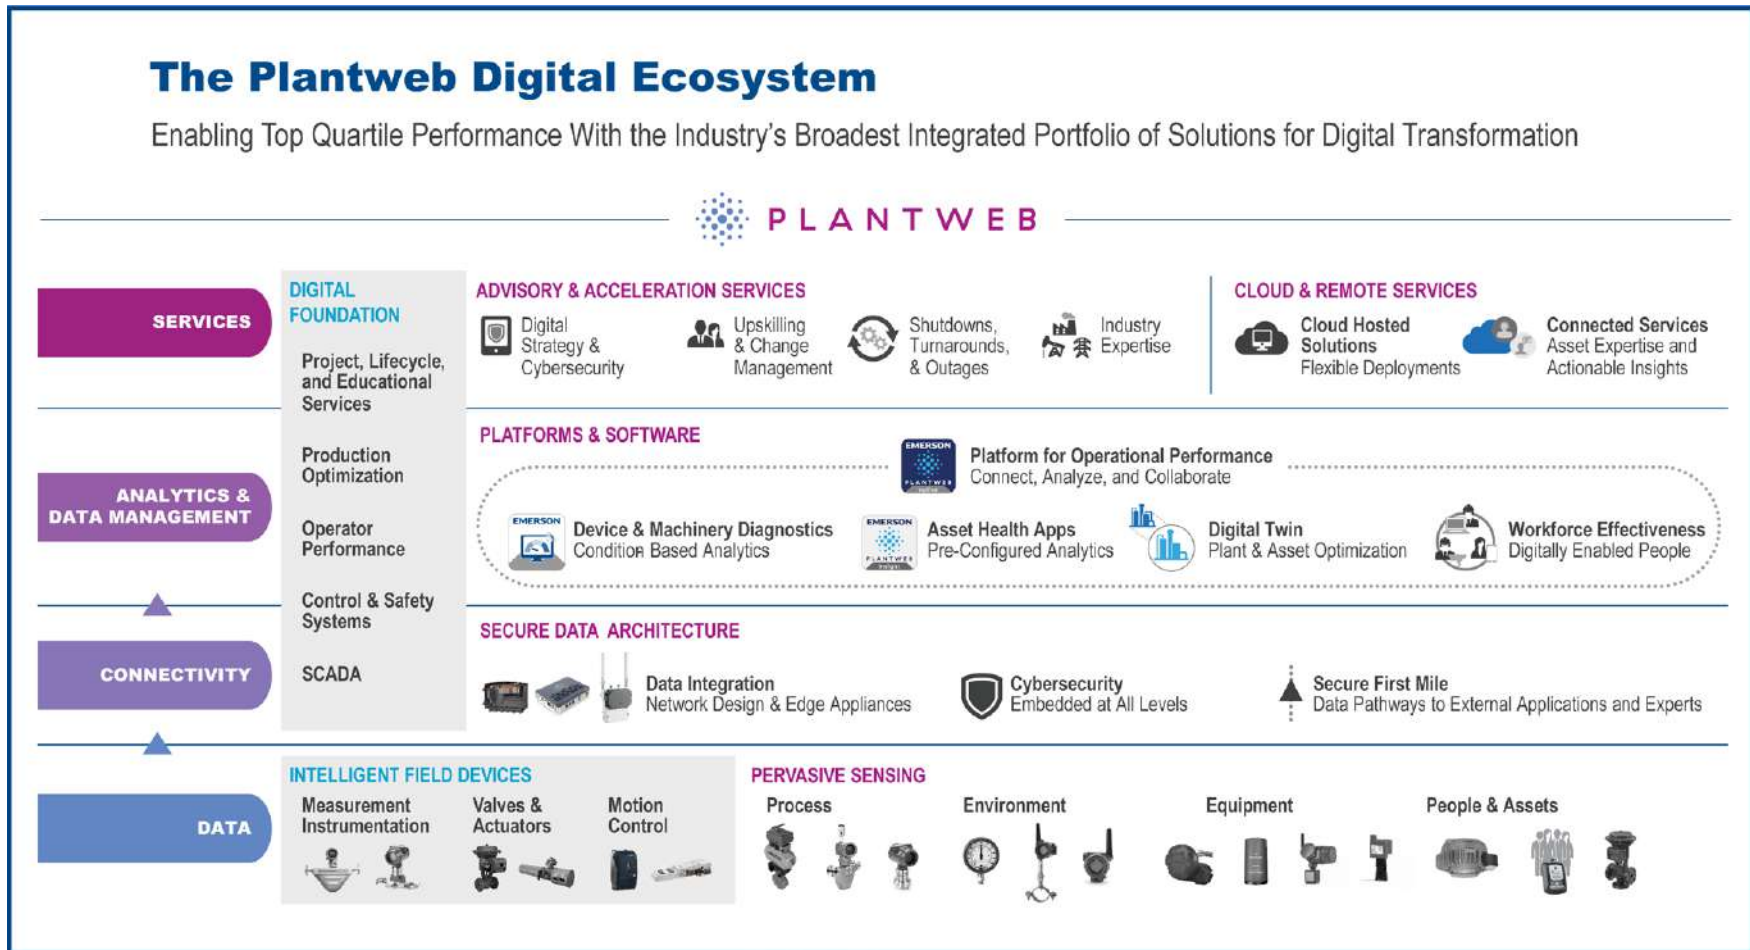 The Plantweb Digital Ecosystem
Enabling Top Quartile Performance With the Industry's Broadest Integrated Portfolio of Solutions for Digital Transformation
PLANTWEB
SERVICES
DIGITAL
FOUNDATION
Project, Lifecycle,
and Educational
Services
Production
Optimization
Operator
Performance
Control & Safety
Systems
SCADA
ADVISORY & ACCELERATION SERVICES
Digital
Strategy &
Cybersecurity
Upskilling
& Change
Management
Shutdowns,
Turnarounds,
& Outages
Industry
Expertise
CLOUD & REMOTE SERVICES
Cloud Hosted
Solutions
Flexible Deployments
Connected Services
Asset Expertise and
Actionable Insights
ANALYTICS &
DATA MANAGEMENT
PLATFORMS & SOFTWARE
EMERSON
PLANTWEB
Platform for Operational Performance
Connect, Analyze, and Collaborate
EMERSON
Device & Machinery Diagnostics
Condition Based Analytics
EMERSON
PLANTWEB
Insight
Asset Health Apps
Pre-Configured Analytics
Digital Twin
Plant & Asset Optimization
Workforce Effectiveness
Digitally Enabled People
CONNECTIVITY
SECURE DATA ARCHITECTURE
Data Integration
Network Design & Edge Appliances
Cybersecurity
Embedded at All Levels
Secure First Mile
Data Pathways to External Applications and Experts
DATA
INTELLIGENT FIELD DEVICES
Measurement
Instrumentation
Valves &
Actuators
Motion
Control
PERVASIVE SENSING
Process
Environment
Equipment
People & Assets